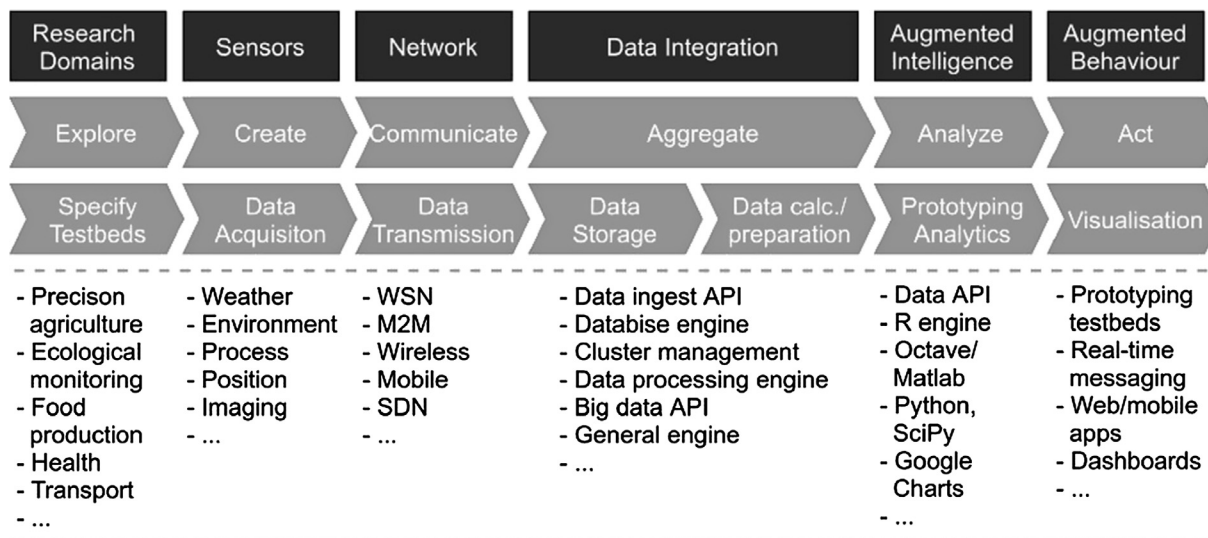 Research
Domains
Sensors
Network
Data Integration
Augmented
Intelligence
Augmented
Behaviour
Explore
Create
Communicate
Aggregate
Analyze
Act
Specify
Testbeds
Data
Acquisiton
Data
Transmission
Data
Storage
Data calc./
preparation
Prototyping
Analytics
Visualisation
- Precison
agriculture
- Ecological
monitoring
- Food
production
- Health
- Transport
- ...
- Weather
- Environment
- Process
- Position
- Imaging
- ...
- WSN
- M2M
- Wireless
- Mobile
- SDN
- ...
- Data ingest API
- Databise engine
- Cluster management
- Data processing engine
- Big data API
- General engine
- ...
- Data API
- R engine
- Octave/
Matlab
- Python,
SciPy
- Google
Charts
- ...
- Prototyping
testbeds
- Real-time
messaging
- Web/mobile
apps
- Dashboards
- ...